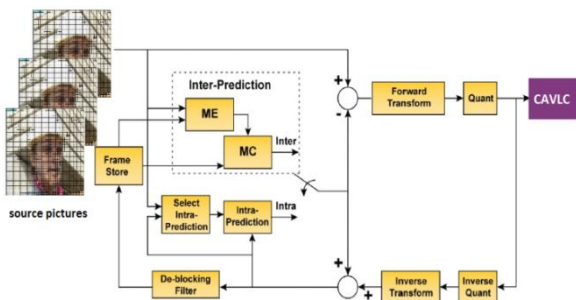 source pictures
Frame
Store
Inter-Prediction
ME
MC
Inter
Select
Intra-
Prediction
Intra-
Prediction
Intra
De-blocking
Filter
+
-
Forward
Transform
Quant
CAVLC
+
+
Inverse
Transform
Inverse
Quant